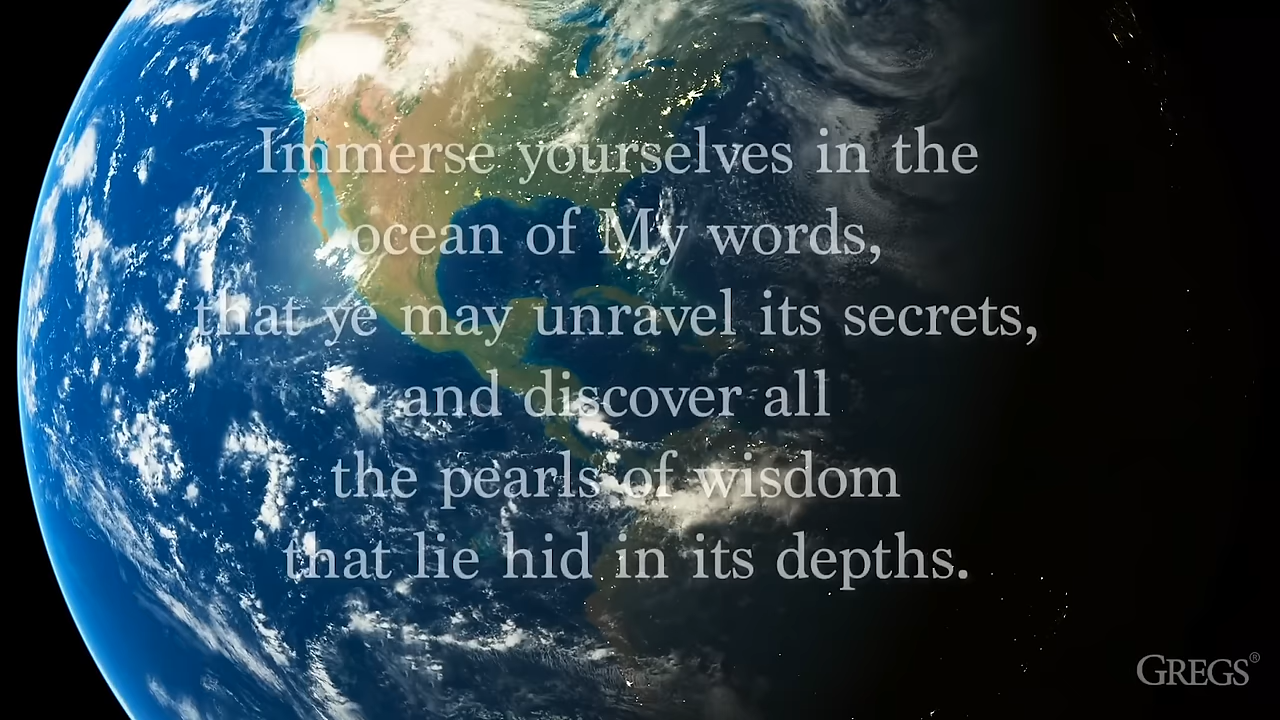 Immerse yourselves in the
ocean of My words,
that ye may unravel its secrets,
and discover all
the pearls of wisdom
that lie hid in its depths.
GREGS®